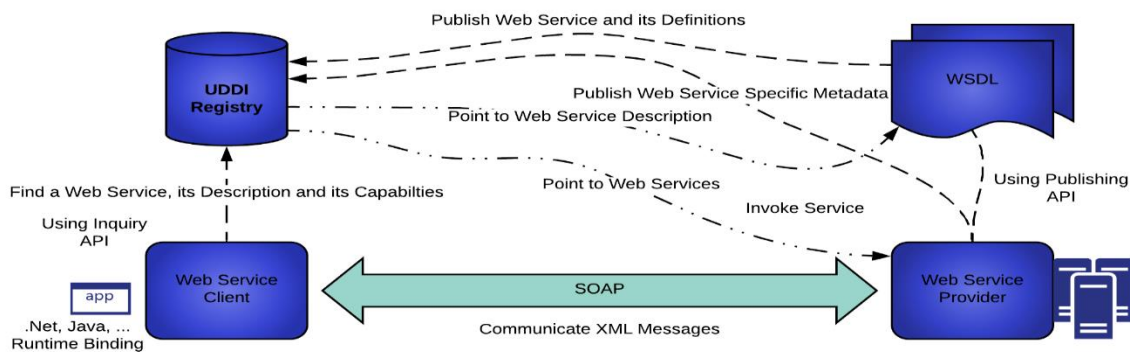 Publish Web Service and its Definitions
UDDI
Registry
WSDL
Publish Web Service Specific Metadada
Point to Web Service Description
Find a Web Service, its Description and its Capabilties
Point to Web Services
Using Publishing
API
Using Inquiry
API
Invoke Service
Web Service
Client
SOAP
Web Service
Provider
app
.Net, Java, ...
Runtime Binding
Communicate XML Messages